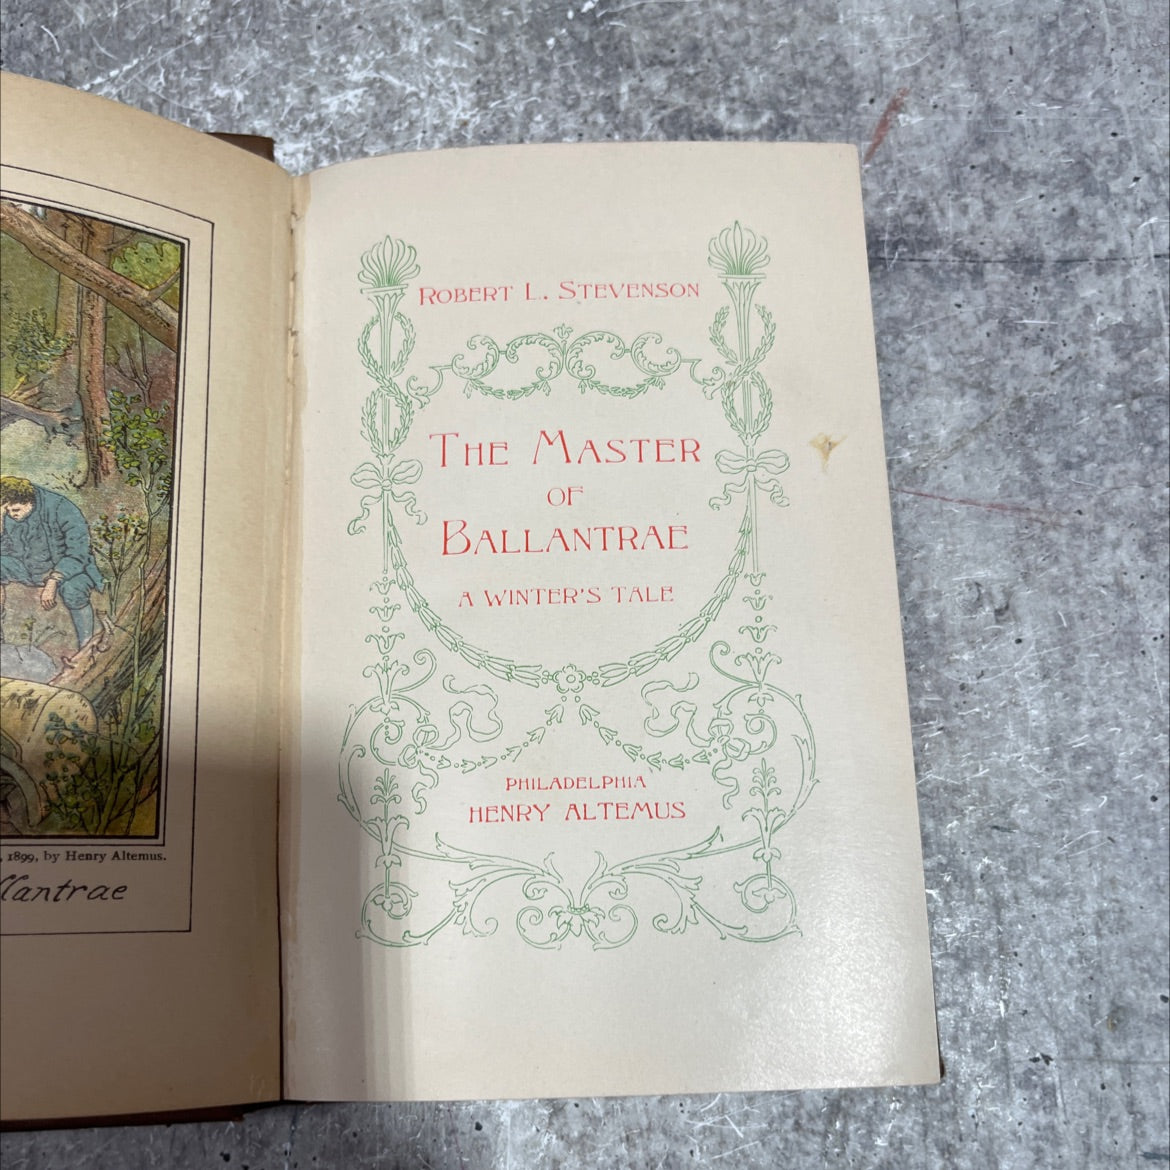 , 1899, by Henry Altemus.
llantrae
ROBERT L. STEVENSON
THE MASTER
OF
BALLANTRAE
A WINTER'S TALE
PHILADELPHIA
HENRY ALTEMUS